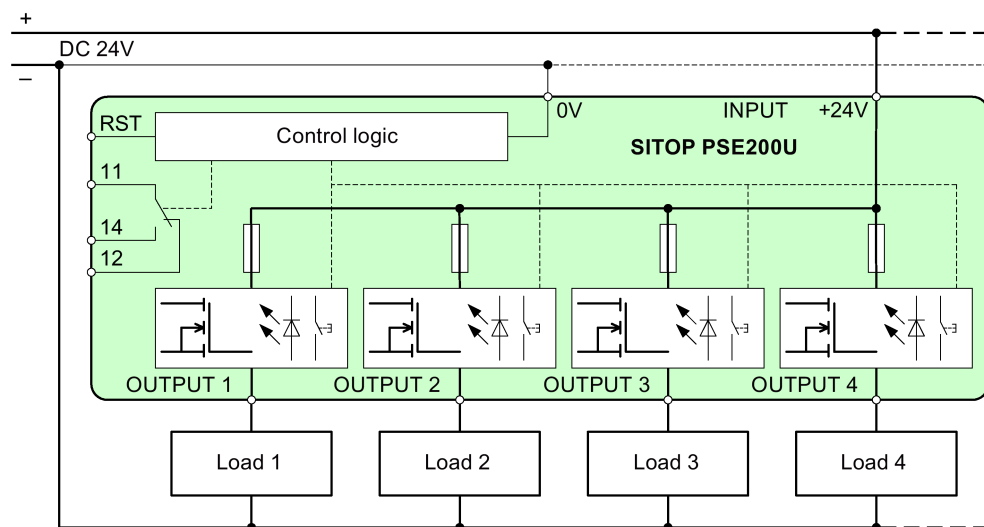 +
DC 24V
–
0V
INPUT
+24V
RST
Control logic
SITOP PSE200U
11
14
12
OUTPUT 1
OUTPUT 2
OUTPUT 3
OUTPUT 4
Load 1
Load 2
Load 3
Load 4